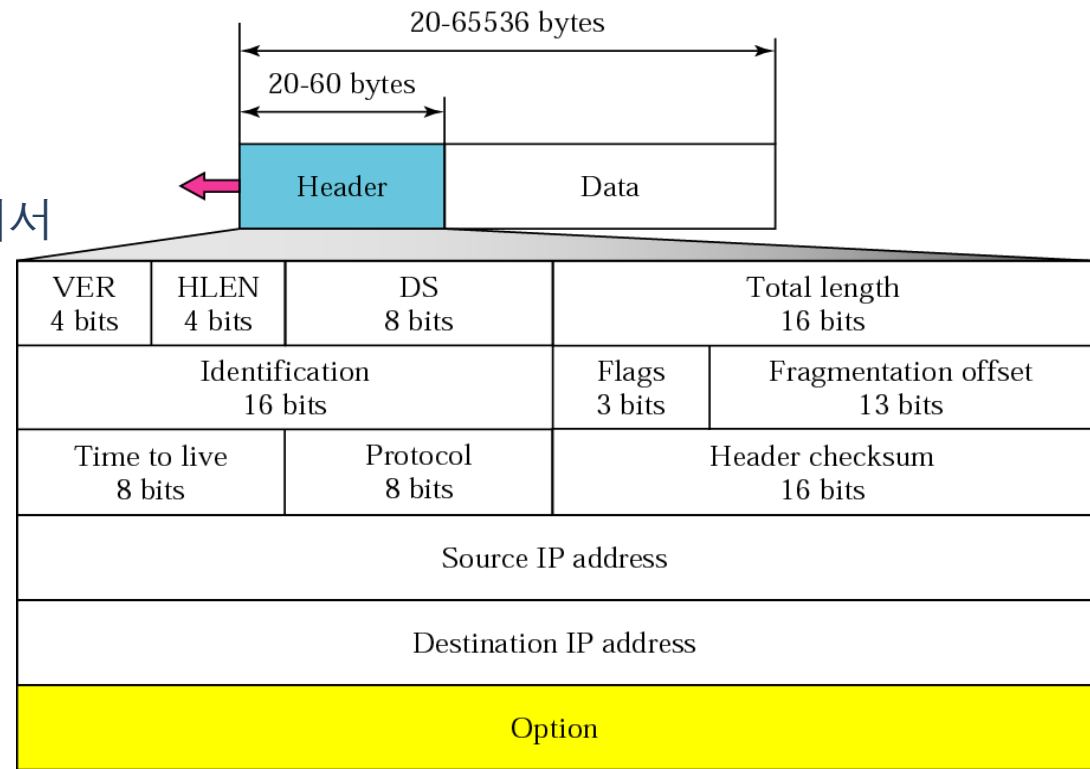 20-65536 bytes
20-60 bytes
Header
Data
서
VER
4 bits
HLEN
4 bits
DS
8 bits
Total length
16 bits
Identification
16 bits
Flags
3 bits
Fragmentation offset
13 bits
Time to live
8 bits
Protocol
8 bits
Header checksum
16 bits
Source IP address
Destination IP address
Option